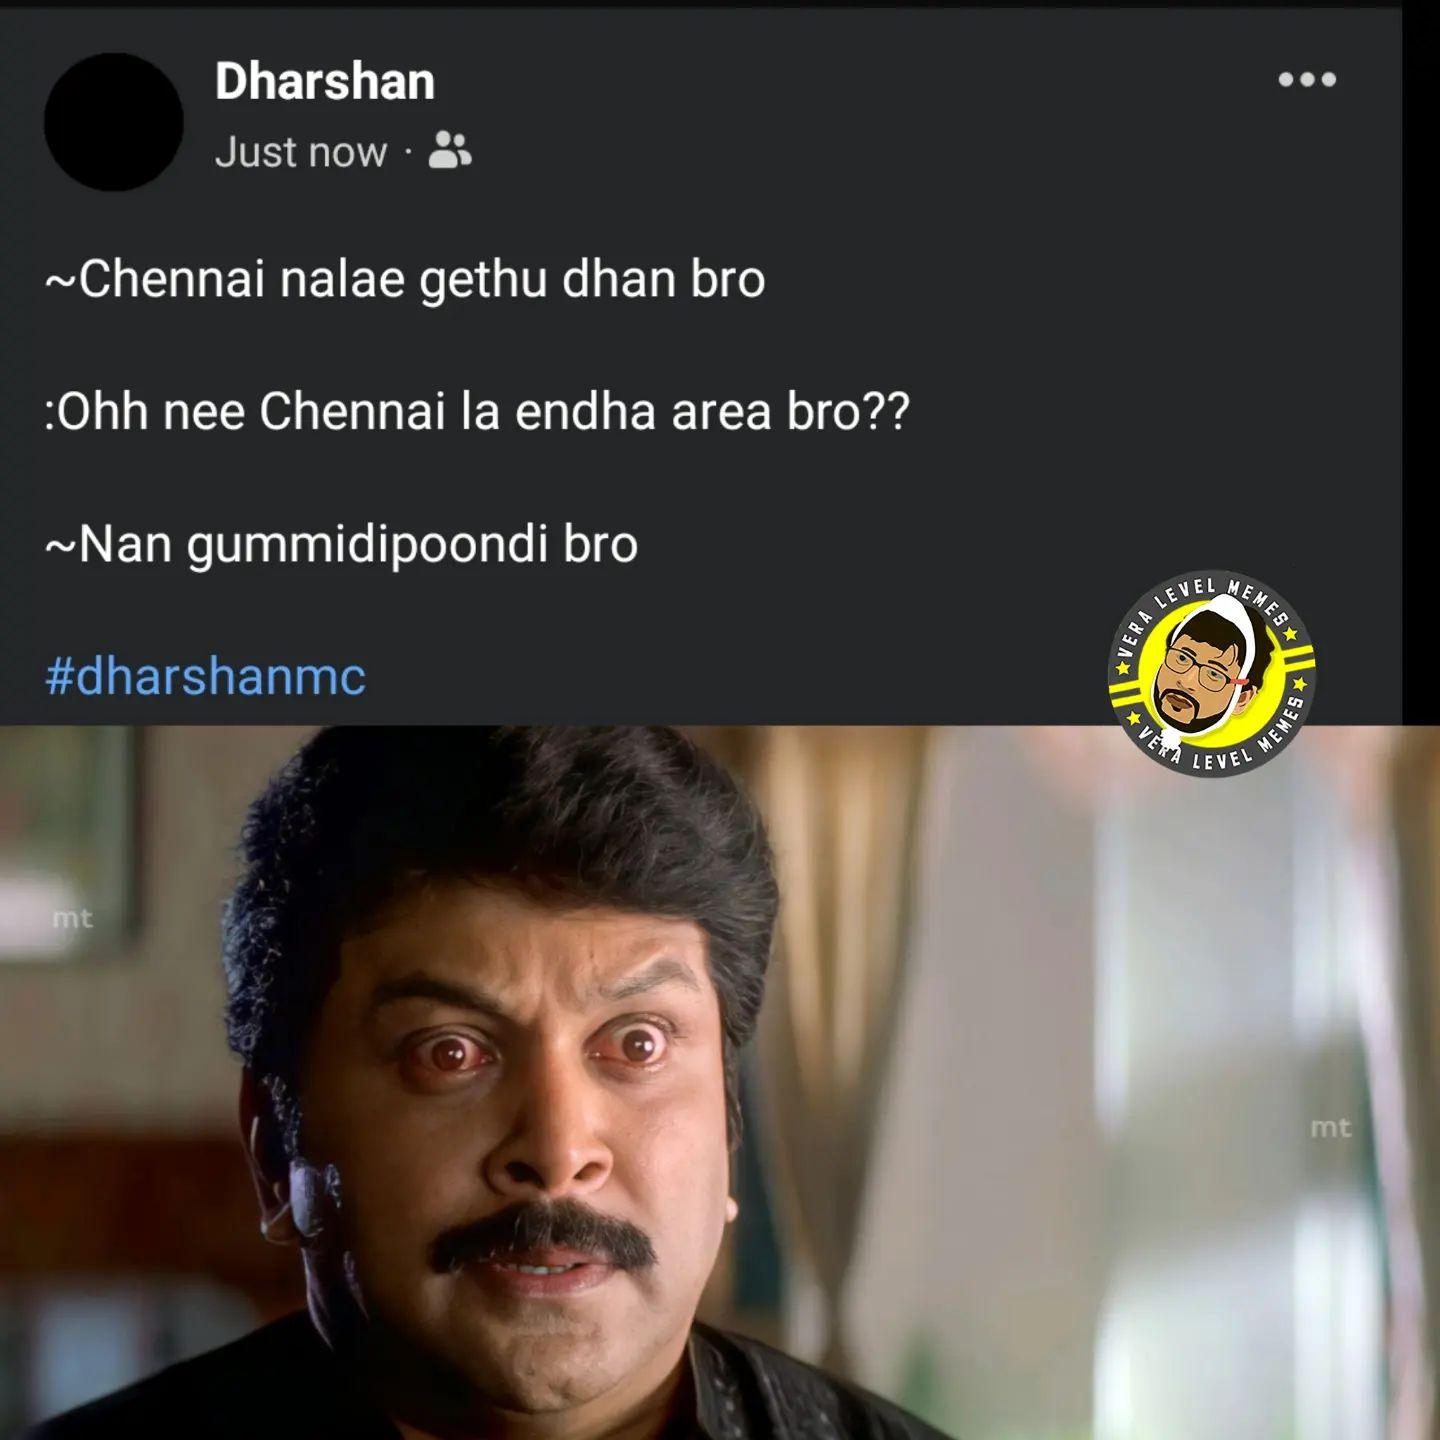 Dharshan
Just now ·
~Chennai nalae gethu dhan bro
:Ohh nee Chennai la endha area bro??
~Nan gummidipoondi bro
#dharshanmc
VERA LEVEL MEMES
VERA LEVEL MEMES
mt
mt